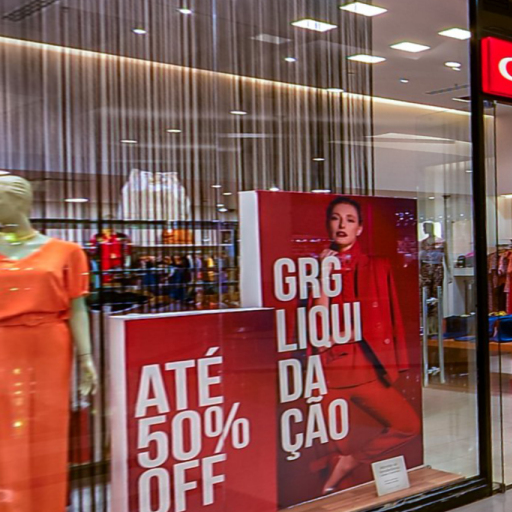 GRG
LIQUI
DA
ÇÃO
ATÉ
50%
OFF